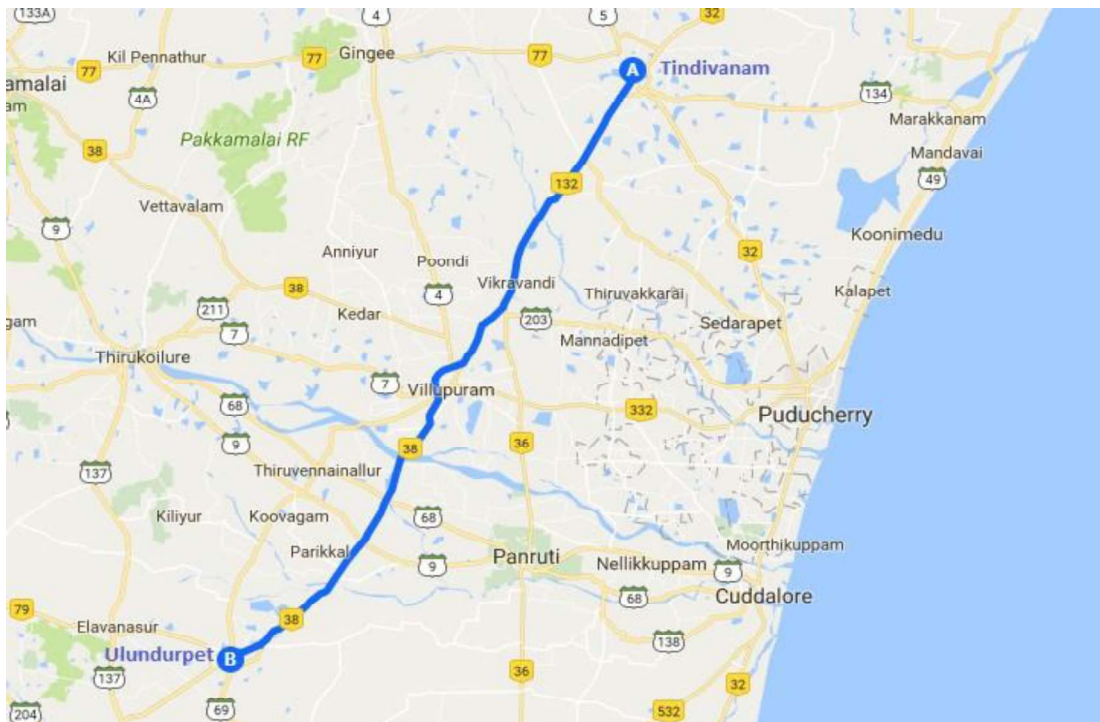 133A
4
5
32
Kil Pennathur
Gingee
77
77
77
A Tindivanam
amalai
am
4A
134
Marakkanam
Pakkamalai RF
38
Mandavai
132
49
Vettavalam
9
Koonimedu
Anniyur
32
Poondi
Vikravandi
Thiruvakkarai
Kalapet
38
4
211
Kedar
203
Sedarapet
gam
7
Mannadipet
Thirukoilure
7
Villupuram
68
332
Puducherry
9
38
36
Thiruvennainallur
137
Kiliyur
Koovagam
68
Parikkal
Panruti
Moorthikuppam
9
Nellikkuppam
9
Cuddalore
68
79
38
Elavanasur
138
Ulundurpet B
137
36
32
204
69
532